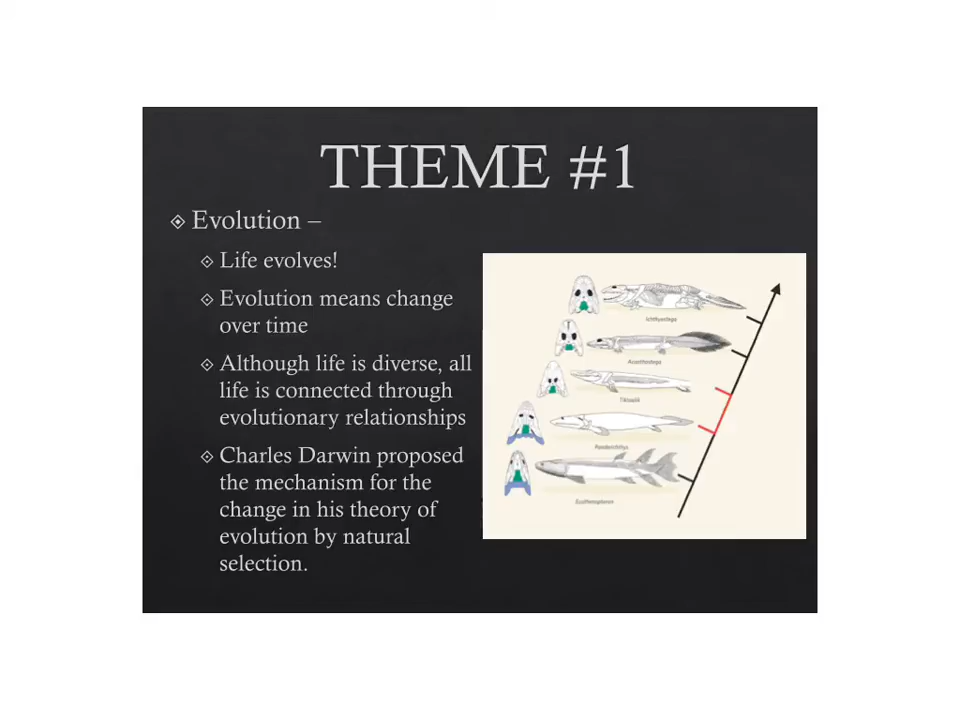 THEME #1
Evolution –
Life evolves!
Evolution means change
over time
Although life is diverse, all
life is connected through
evolutionary relationships
Charles Darwin proposed
the mechanism for the
change in his theory of
evolution by natural
selection.
Ichthyostega
Acanthostega
Tiktaalik
Panderichthys
Eusthenopteron